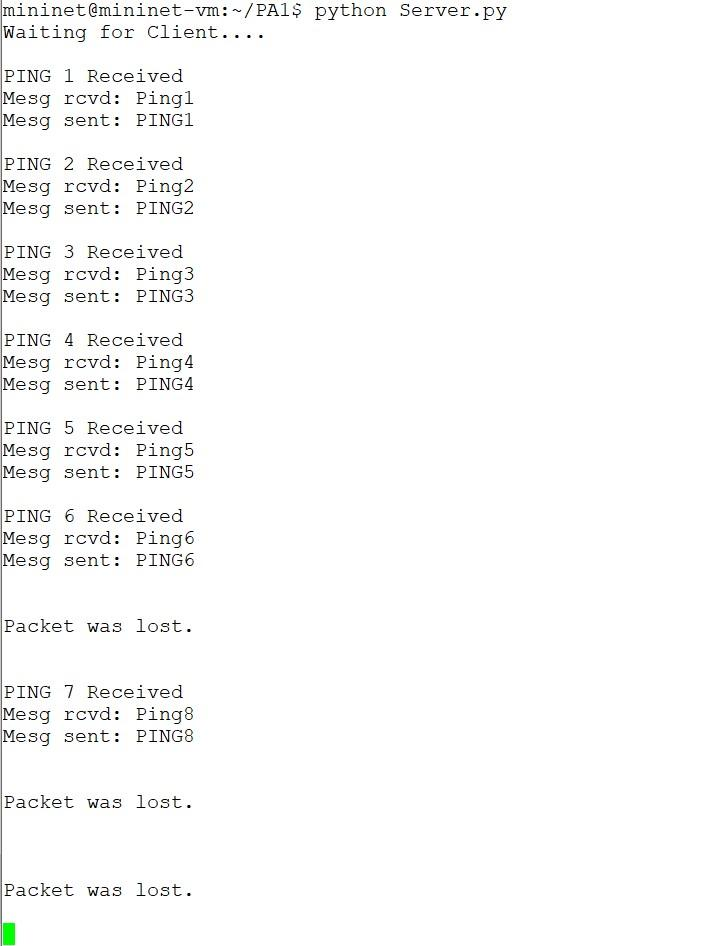 mininet@mininet-vm:~/PA1$ python Server.py
Waiting for Client....
PING 1 Received
Mesg rcvd: Ping1
Mesg sent: PING1
PING 2 Received
Mesg rcvd: Ping2
Mesg sent: PING2
PING 3 Received
Mesg rcvd: Ping3
Mesg sent: PING3
PING 4 Received
Mesg rcvd: Ping4
Mesg sent: PING4
PING 5 Received
Mesg rcvd: Ping5
Mesg sent: PING5
PING 6 Received
Mesg rcvd: Ping6
Mesg sent: PING6
Packet was lost.
PING 7 Received
Mesg rcvd: Ping8
Mesg sent: PING8
Packet was lost.
Packet was lost.